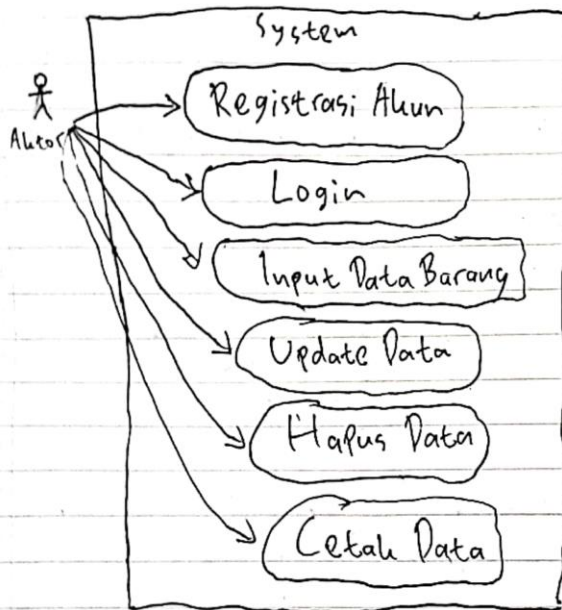 System
Aktor
Registrasi Akun
Login
Input Data Barang
Update Data
Hapus Data
Cetak Data